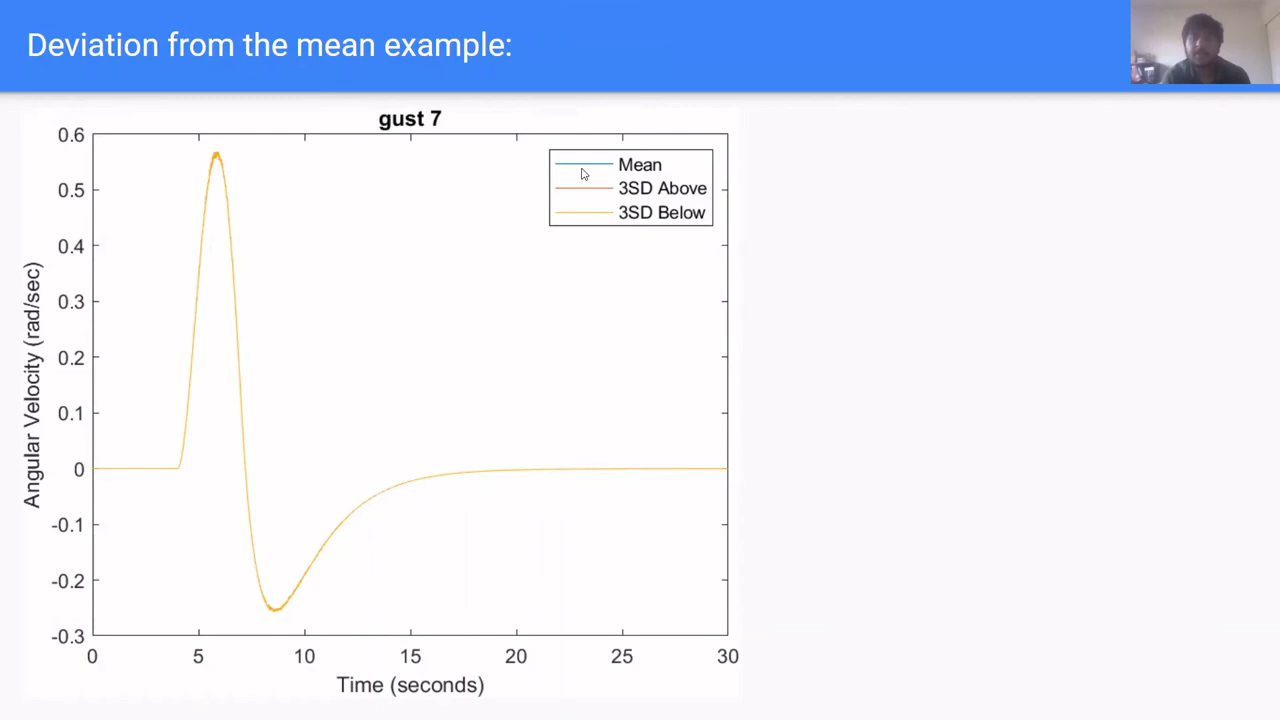 Deviation from the mean example:
gust 7
0.6
0.5
0.4
0.3
0.2
0.1
0
-0.1
-0.2
-0.3
Angular Velocity (rad/sec)
Mean
3SD Above
3SD Below
0 5 10 15 20 25 30
Time (seconds)